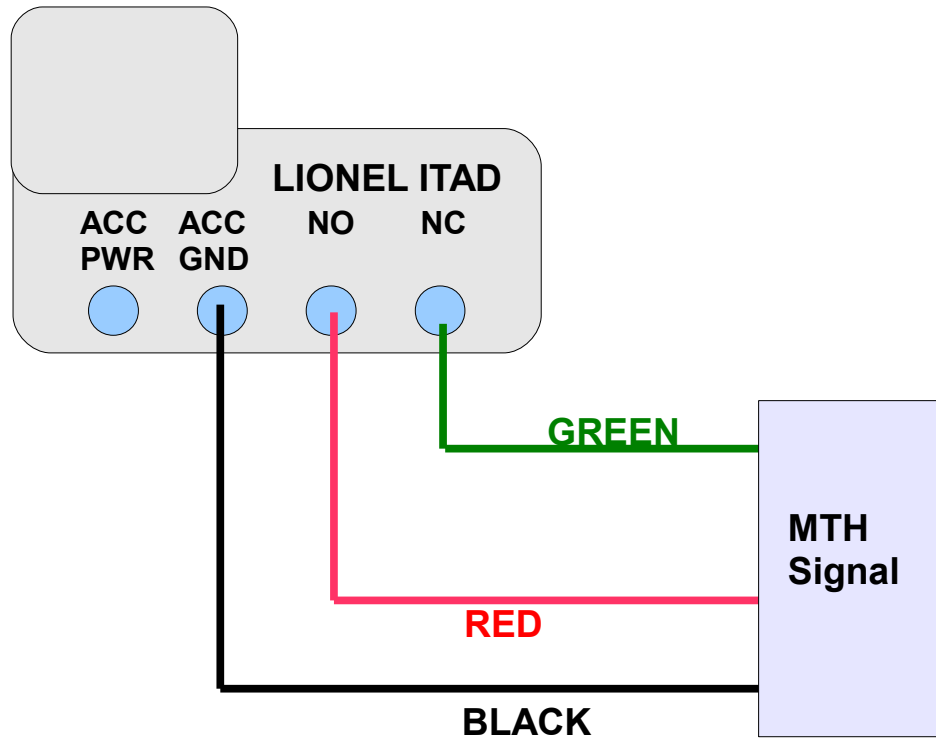 LIONEL ITAD
ACC ACC NO NC
PWR GND
GREEN
MTH
Signal
RED
BLACK